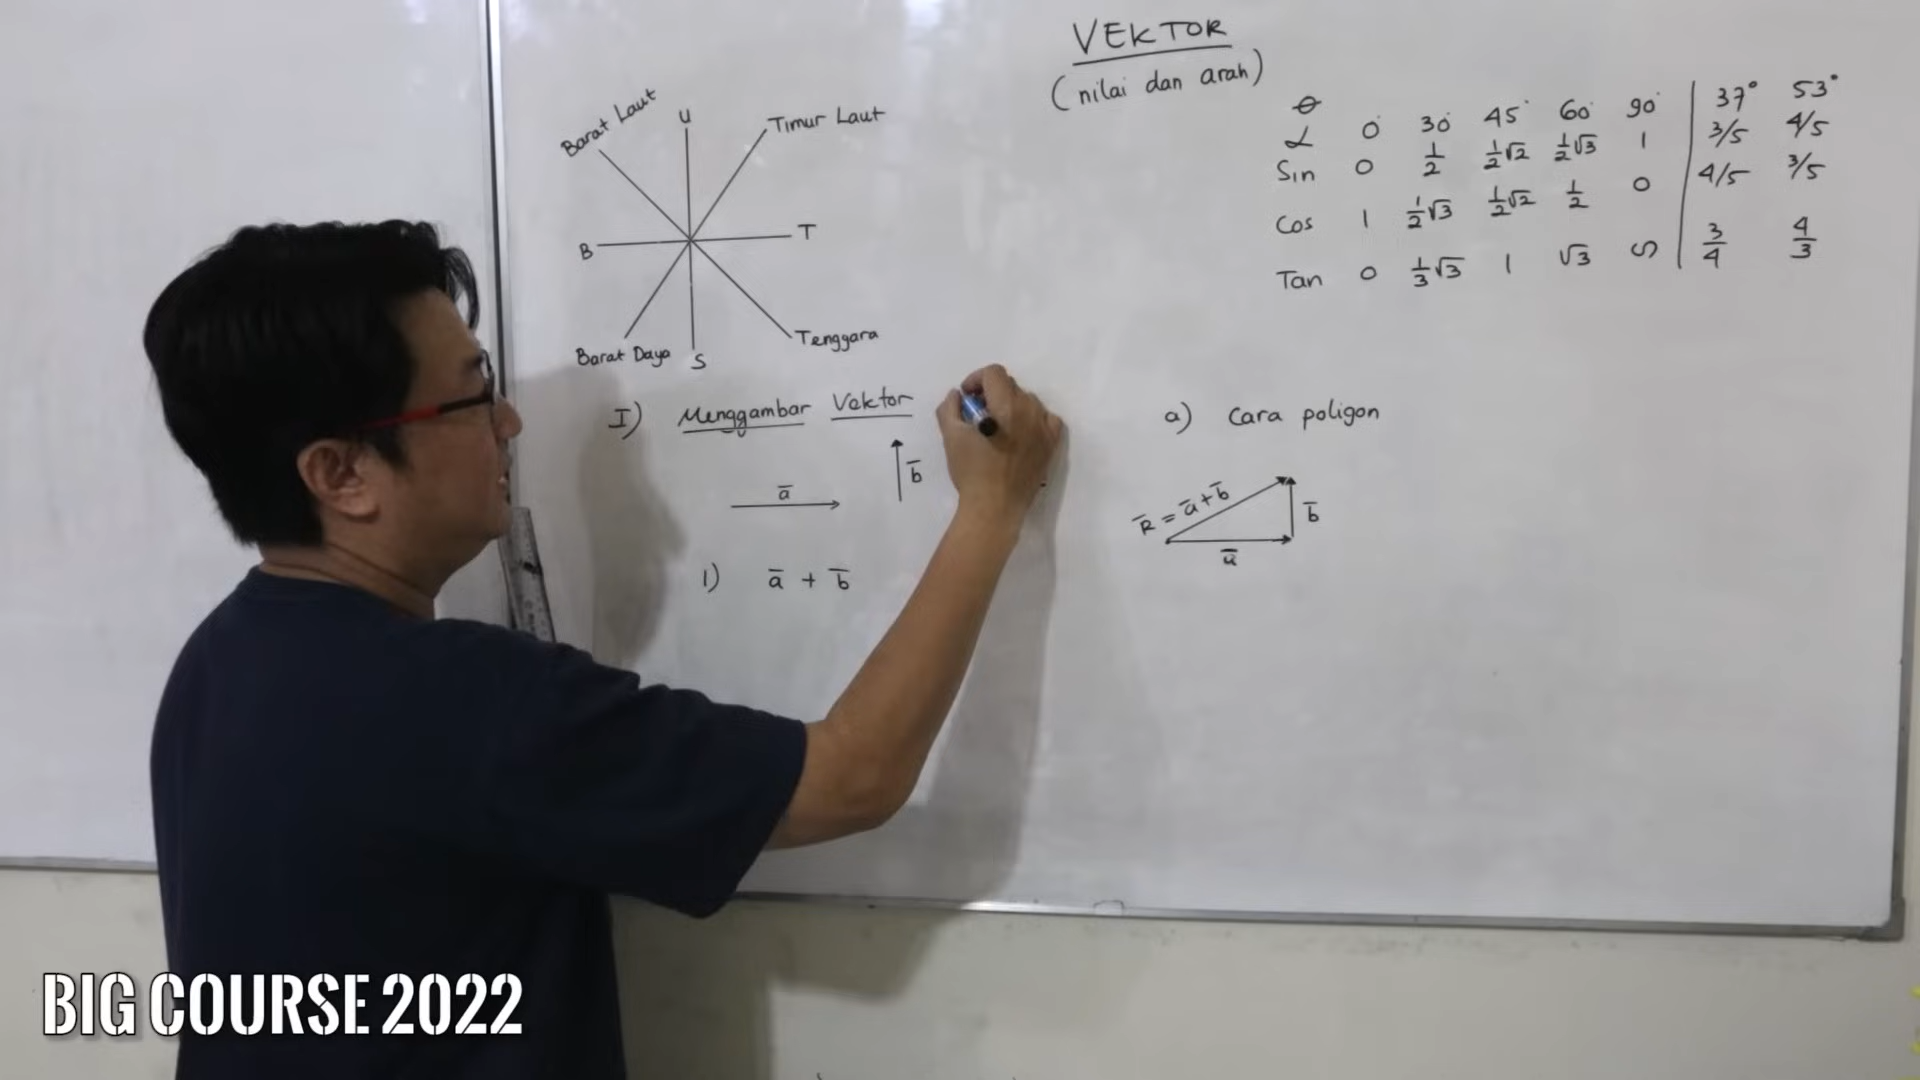 VEKTOR
(nilai dan arah)
Barat Laut
U
Timur Laut
B
T
Barat Daya
S
Tenggara
θ
α 0° 30° 45° 60° 90° 37° 53°
Sin 0 1/2 1/2√2 1/2√3 1 3/5 4/5
Cos 1 1/2√3 1/2√2 1/2 0 4/5 3/5
Tan 0 1/3√3 1 √3 ∽ 3/4 4/3
I) Menggambar Vektor
a̅
b̅
1) a̅ + b̅
a) Cara poligon
R̅ = a̅ + b̅
b̅
a̅
BIG COURSE 2022